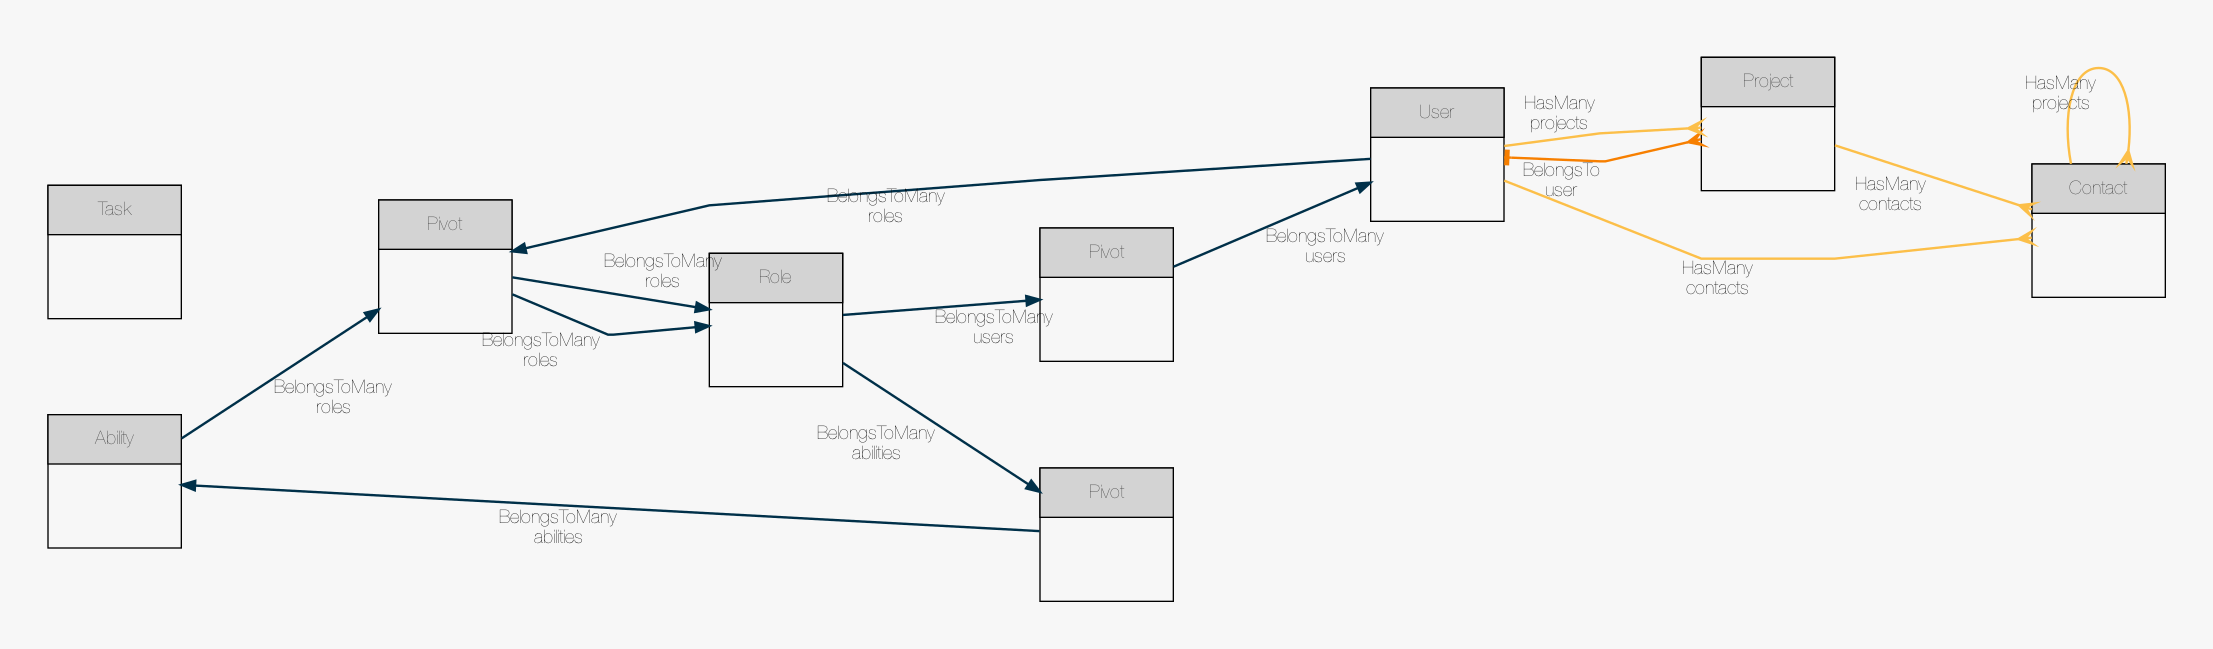 Project
HasMany
projects
HasMany
projects
User
BelongsTo
user
Task
Contact
HasMany
contacts
BelongsToMany
roles
Pivot
BelongsToMany
users
Pivot
BelongsToMany
roles
Role
HasMany
contacts
BelongsToMany
users
BelongsToMany
roles
BelongsToMany
roles
Ability
BelongsToMany
abilities
Pivot
BelongsToMany
abilities